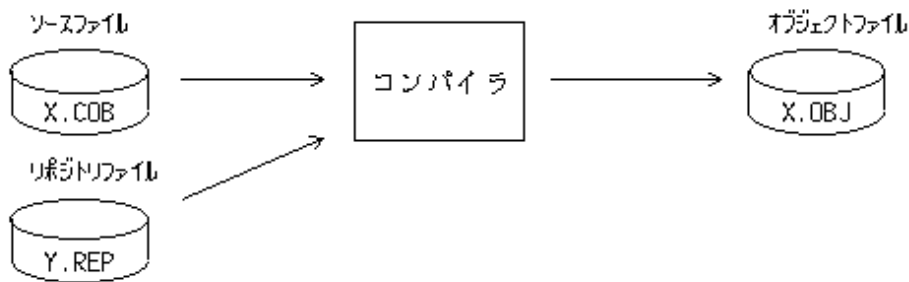 ソースファイル
X.COB
コンパイラ
オブジェクトファイル
X.OBJ
リポジトリファイル
Y.REP